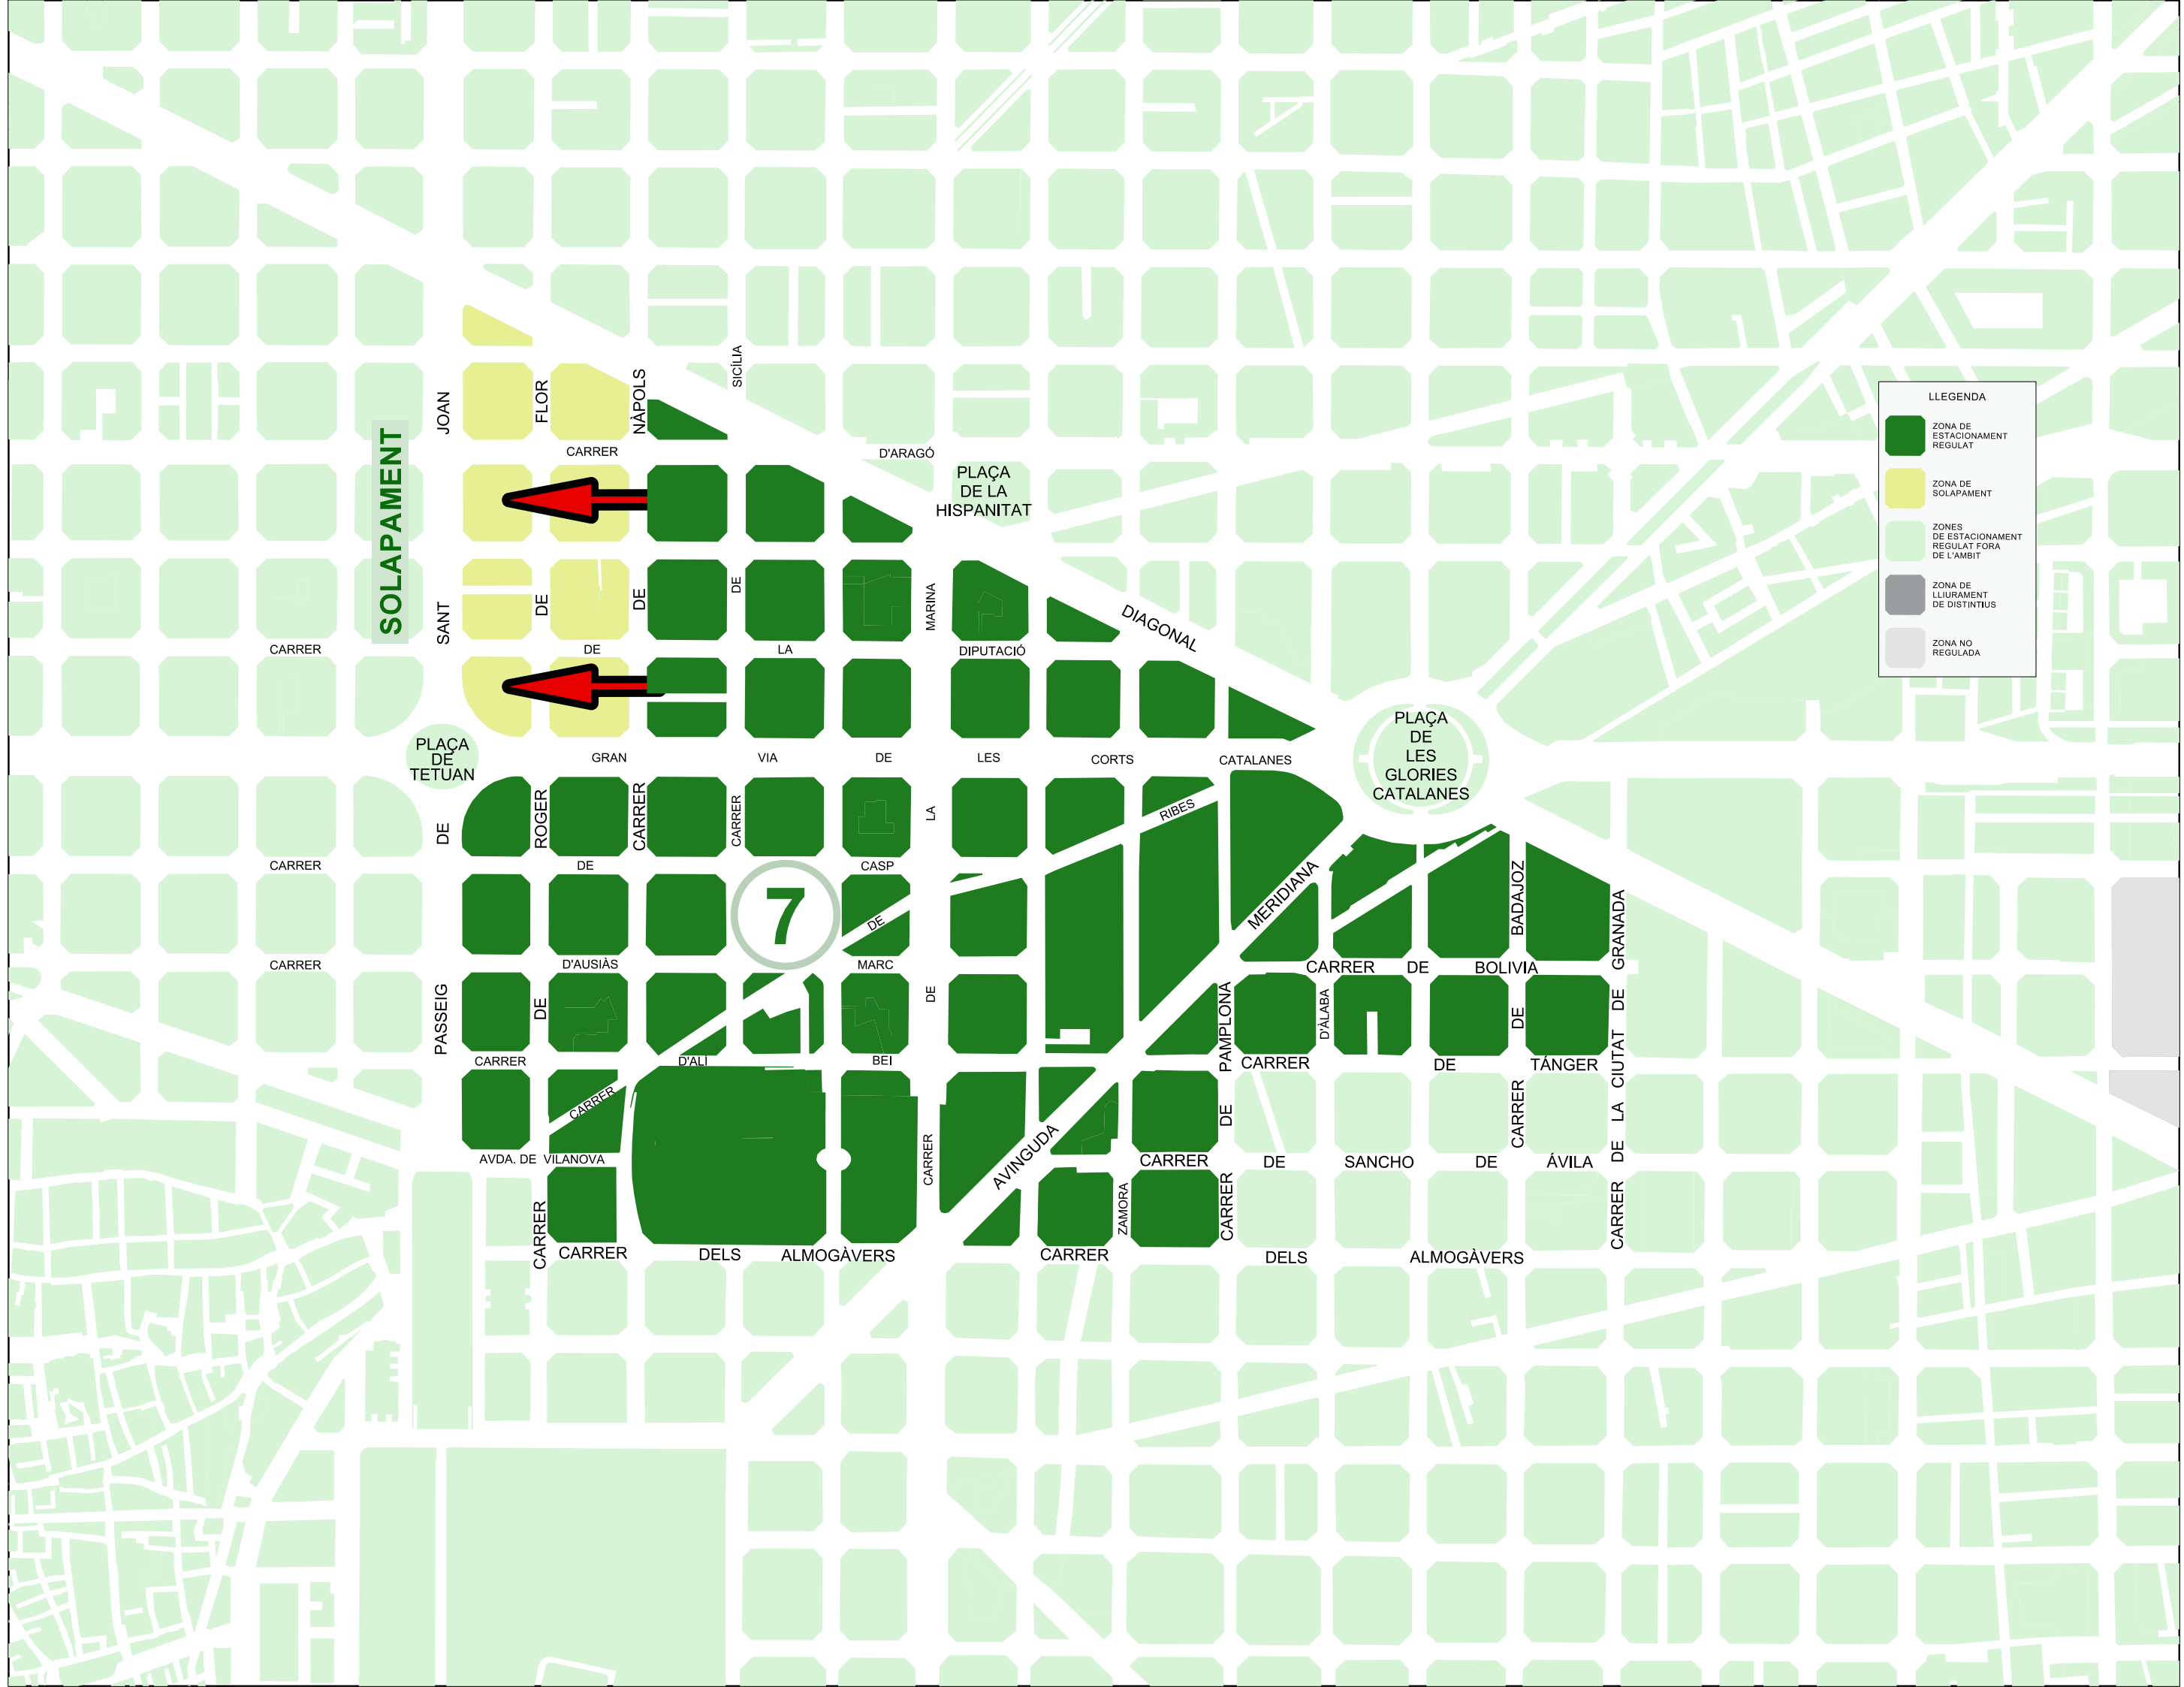 SICÍLIA
JOAN
FLOR
NÀPOLS
CARRER
D'ARAGÓ
SOLAPAMENT
PLAÇA
DE LA
HISPANITAT
LLEGENDA
ZONA DE
ESTACIONAMENT
REGULAT
ZONA DE
SOLAPAMENT
ZONES
DE ESTACIONAMENT
REGULAT FORA
DE L'AMBIT
ZONA DE
LLIURAMENT
DE DISTINTIUS
ZONA NO
REGULADA
SANT
DE
DE
DE
MARINA
DIAGONAL
CARRER
DE
LA
DIPUTACIÓ
PLAÇA
DE
TETUAN
GRAN
VIA
DE
LES
CORTS
CATALANES
PLAÇA
DE
LES
GLORIES
CATALANES
DE
ROGER
CARRER
CARRER
LA
RIBES
CARRER
DE
CASP
MERIDIANA
BADAJOZ
GRANADA
7
DE
CARRER
D'AUSIÀS
MARC
CARRER
DE
BOLIVIA
PASSEIG
DE
DE
PAMPLONA
D'ÀLABA
DE
DE
CARRER
D'ALÍ
BEI
CARRER
DE
TÁNGER
CIUTAT
CARRER
DE
CARRER
LA
AVDA. DE
VILANOVA
CARRER
AVINGUDA
CARRER
DE
SANCHO
DE
ÁVILA
DE
CARRER
ZAMORA
CARRER
CARRER
CARRER
DELS
ALMOGÀVERS
CARRER
DELS
ALMOGÀVERS